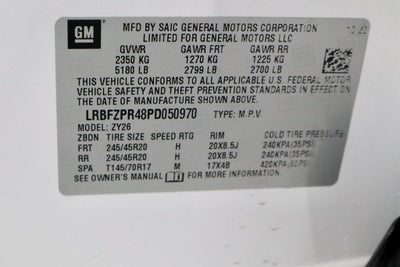 GM
MFD BY SAIC GENERAL MOTORS CORPORATION
LIMITED FOR GENERAL MOTORS LLC
10/22
GVWR GAWR FRT GAWR RR
2350 KG 1270 KG 1225 KG
5180 LB 2799 LB 2700 LB
THIS VEHICLE CONFORMS TO ALL APPLICABLE U.S. FEDERAL MOTOR
VEHICLE SAFETY AND THEFT PREVENTION STANDARDS IN EFFECT ON THE
DATE OF MANUFACTURE SHOWN ABOVE.
LRBFZPR48PD050970 TYPE: M.P.V.
MODEL: ZY26
ZBDN TIRE SIZE SPEED RTG RIM COLD TIRE PRESSURE
FRT 245/45R20 H 20X8.5J 240KPA(35PSI)
RR 245/45R20 H 20X8.5J 240KPA(35PSI)
SPA T145/70R17 M 17X4B 420KPA(60PSI)
SEE OWNER'S MANUAL FOR ADDITIONAL INFORMATION.